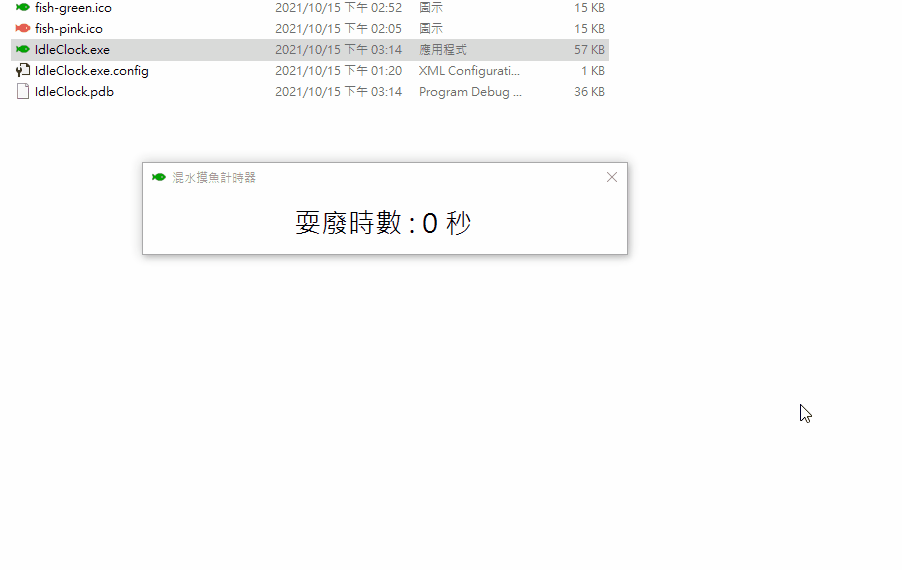 fish-green.ico 2021/10/15 下午 02:52 圖示 15 KB
fish-pink.ico 2021/10/15 下午 02:05 圖示 15 KB
IdleClock.exe 2021/10/15 下午 03:14 應用程式 57 KB
IdleClock.exe.config 2021/10/15 下午 01:20 XML Configurati... 1 KB
IdleClock.pdb 2021/10/15 下午 03:14 Program Debug ... 36 KB
混水摸魚計時器
耍廢時數 : 0 秒